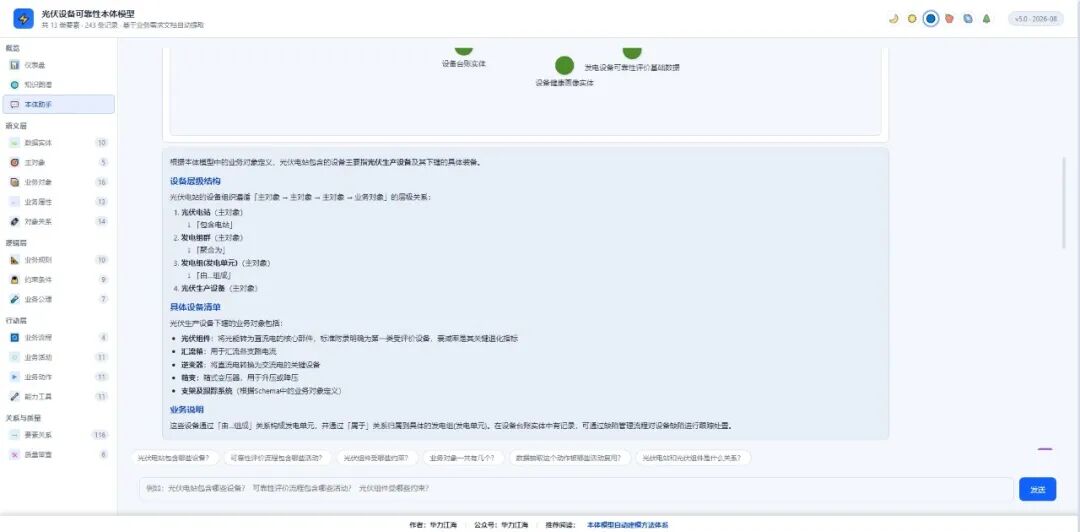 光伏设备可靠性本体模型
共 13 类要素 · 243 条记录 · 基于业务需求文档自动提取
v5.0 · 2026-08
概览
仪表盘
知识图谱
本体助手
语义层
数据实体 10
主对象 5
业务对象 16
业务属性 13
对象关系 14
逻辑层
业务规则 10
约束条件 9
业务公理 7
行动层
业务流程 4
业务活动 11
业务动作 11
能力工具 11
关系与质量
要素关系 116
质量审查 6
设备台账实体
发电设备可靠性评价基础数据
设备健康画像实体
根据本体模型中的业务对象定义，光伏电站包含的设备主要指光伏生产设备及其下辖的具体装备。
设备层级结构
光伏电站的设备组织遵循「主对象 → 主对象 → 主对象 → 业务对象」的层级关系：
1. 光伏电站（主对象）
↓「包含电站」
2. 发电组群（主对象）
↓「聚合为」
3. 发电组(发电单元)（主对象）
↓「由...组成」
4. 光伏生产设备（主对象）
具体设备清单
光伏生产设备下辖的业务对象包括：
• 光伏组件：将光能转为直流电的核心部件，标准附录明确为第一类受评价设备，衰减率是其关键退化指标
• 汇流箱：用于汇流各支路电流
• 逆变器：将直流电转换为交流电的关键设备
• 箱变：箱式变压器，用于升压或降压
• 支架及跟踪系统（根据Schema中的业务对象定义）
业务说明
这些设备通过「由...组成」关系构成发电单元，并通过「属于」关系归属到具体的发电组(发电单元)。在设备台账实体中有记录，可通过缺陷管理流程对设备缺陷进行跟踪处置。
光伏电站包含哪些设备？
可靠性评价流程包含哪些活动？
光伏组件受哪些约束？
业务对象一共有几个？
数据抽取这个动作被哪些活动复用？
光伏电站和光伏组件是什么关系？
例如：光伏电站包含哪些设备？ 可靠性评价流程包含哪些活动？ 光伏组件受哪些约束？
发送
作者：华力江海 公众号：华力江海 推荐阅读： 本体模型自动建模方法体系